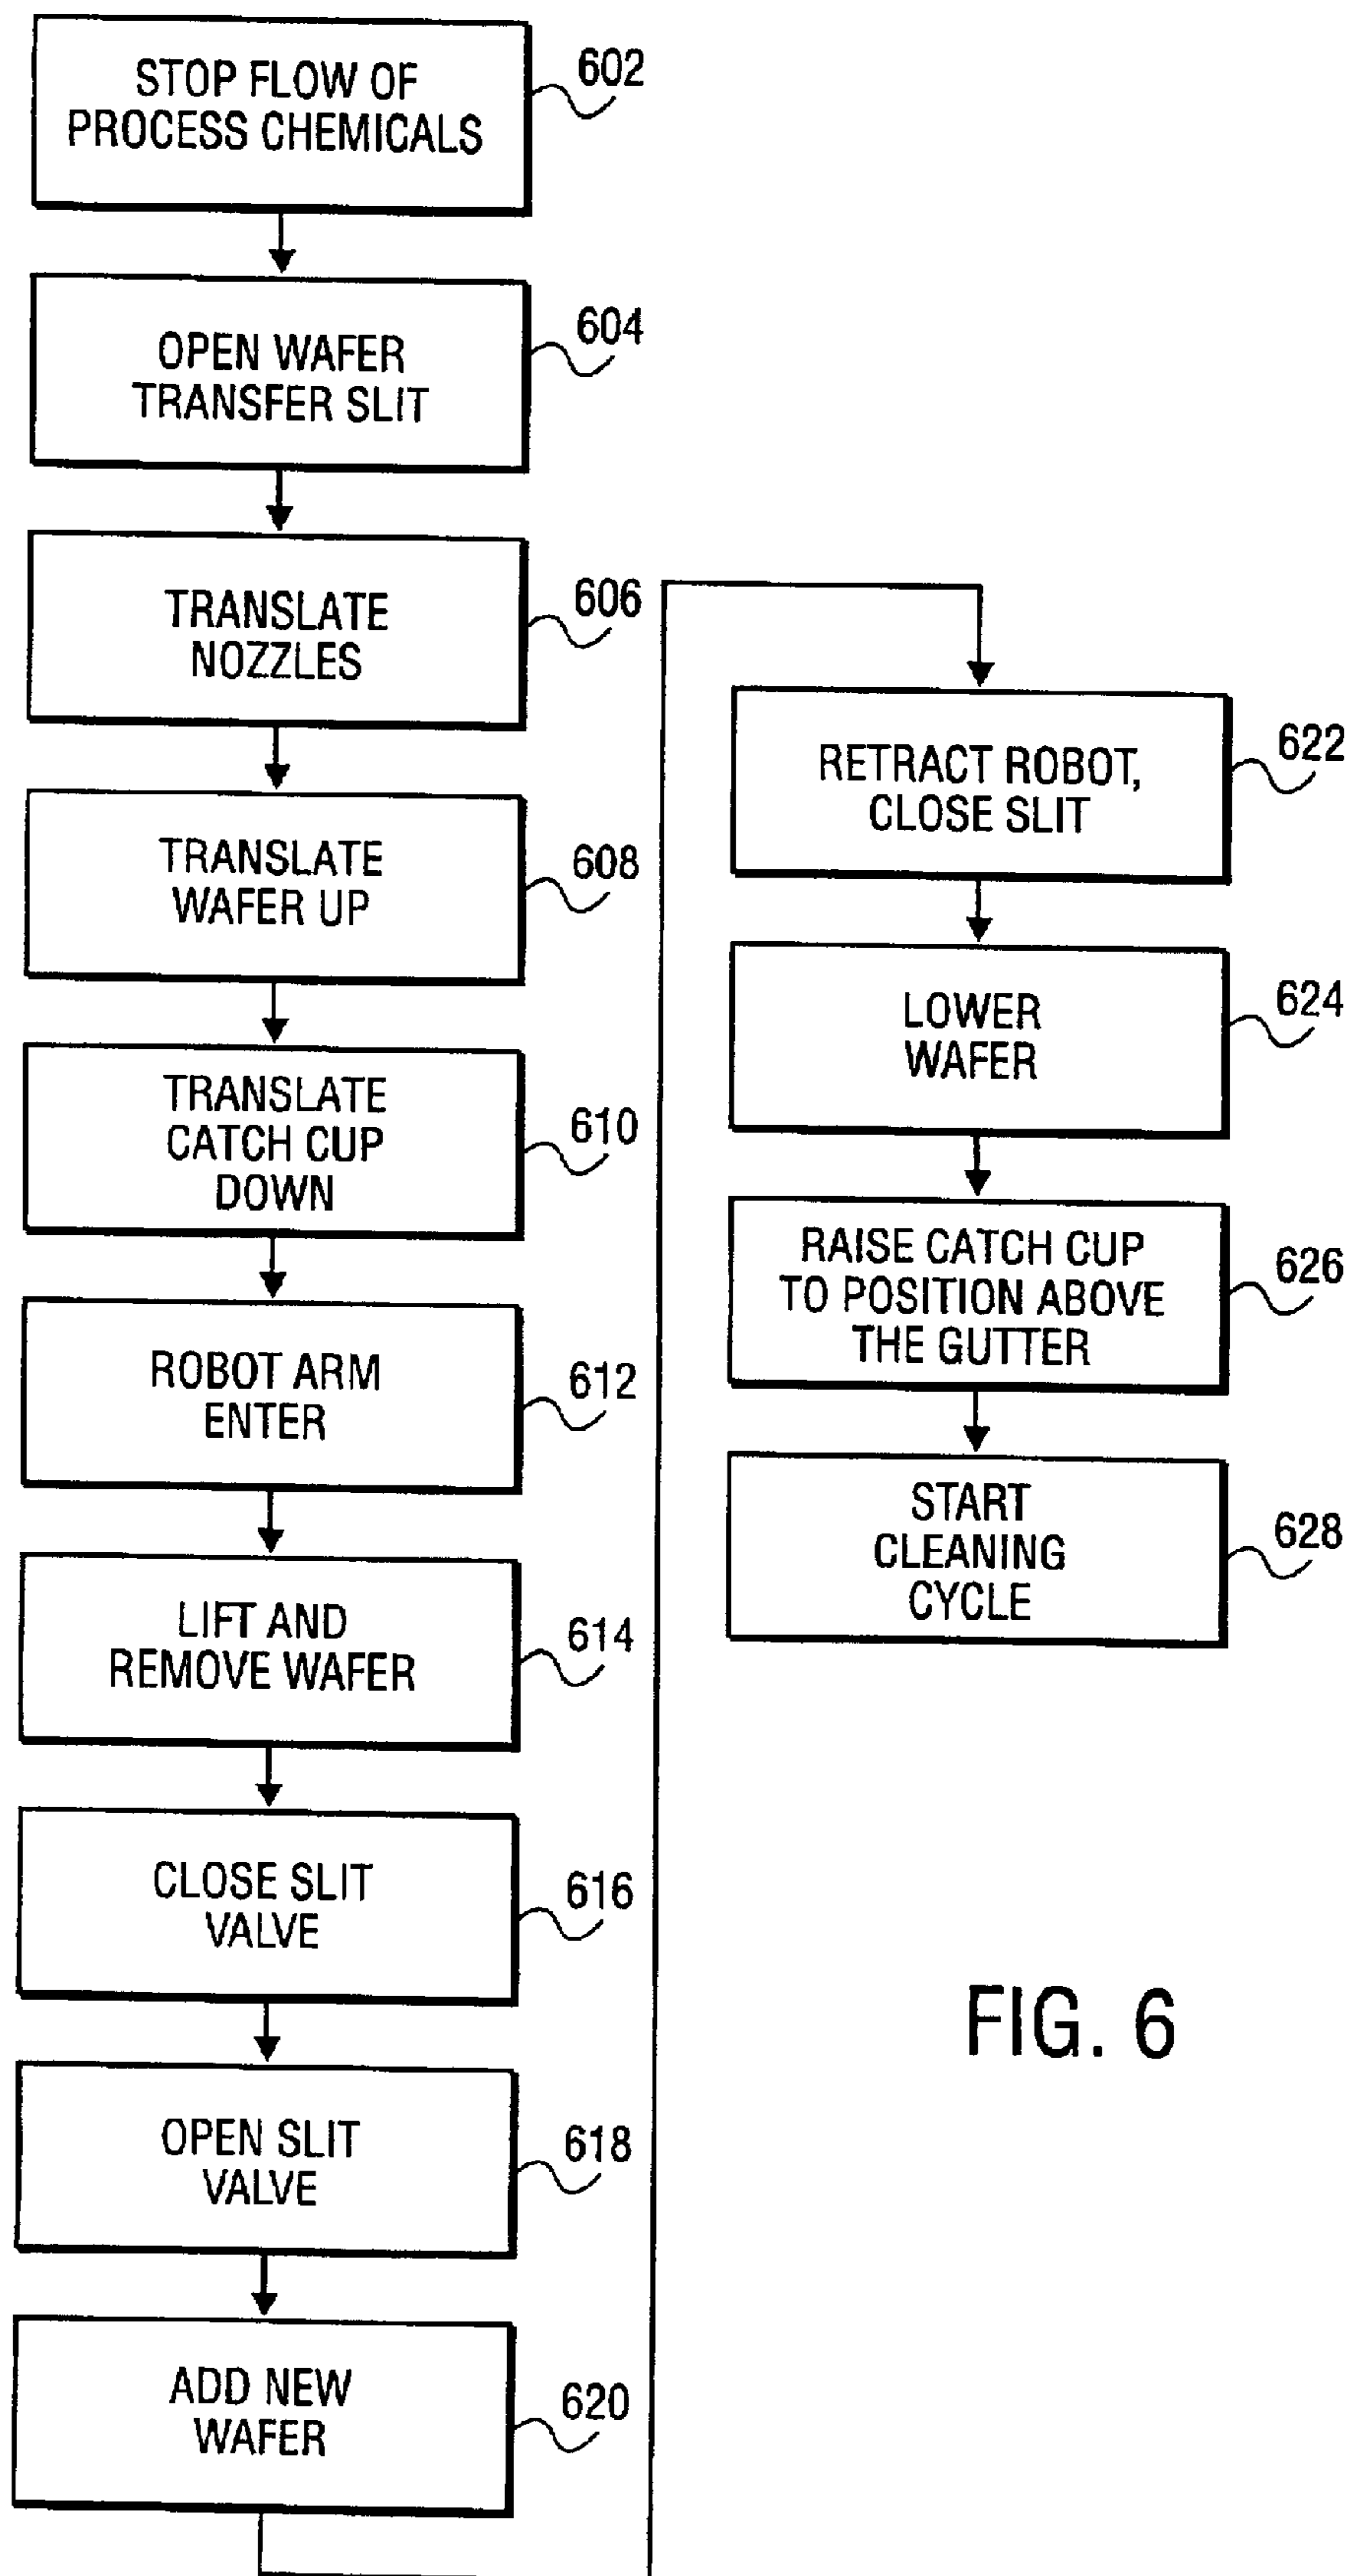 STOP FLOW OF
PROCESS CHEMICALS
602
OPEN WAFER
TRANSFER SLIT
604
TRANSLATE
NOZZLES
606
TRANSLATE
WAFER UP
608
TRANSLATE
CATCH CUP
DOWN
610
ROBOT ARM
ENTER
612
LIFT AND
REMOVE WAFER
614
CLOSE SLIT
VALVE
616
OPEN SLIT
VALVE
618
ADD NEW
WAFER
620
RETRACT ROBOT,
CLOSE SLIT
622
LOWER
WAFER
624
RAISE CATCH CUP
TO POSITION ABOVE
THE GUTTER
626
START
CLEANING
CYCLE
628
FIG. 6